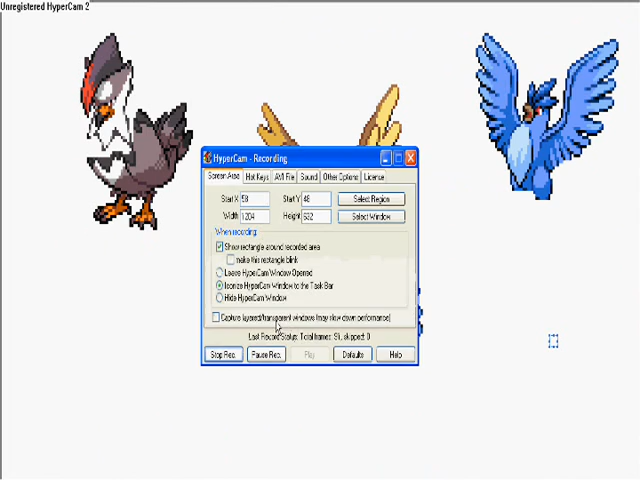 Unregistered HyperCam 2
HyperCam - Recording
Screen Area Hot Keys AVI File Sound Other Options License
Start X 58 Start Y 48 Select Region
Width 1204 Height 632 Select Window
When recording:
Show rectangle around recorded area
make this rectangle blink
Leave HyperCam Window Opened
Iconize HyperCam Window to the Task Bar
Hide HyperCam Window
Capture layered/transparent windows (may slow down performance)
Last Record Status: Total frames: 95, skipped: 0
Stop Rec. Pause Rec. Play Defaults Help